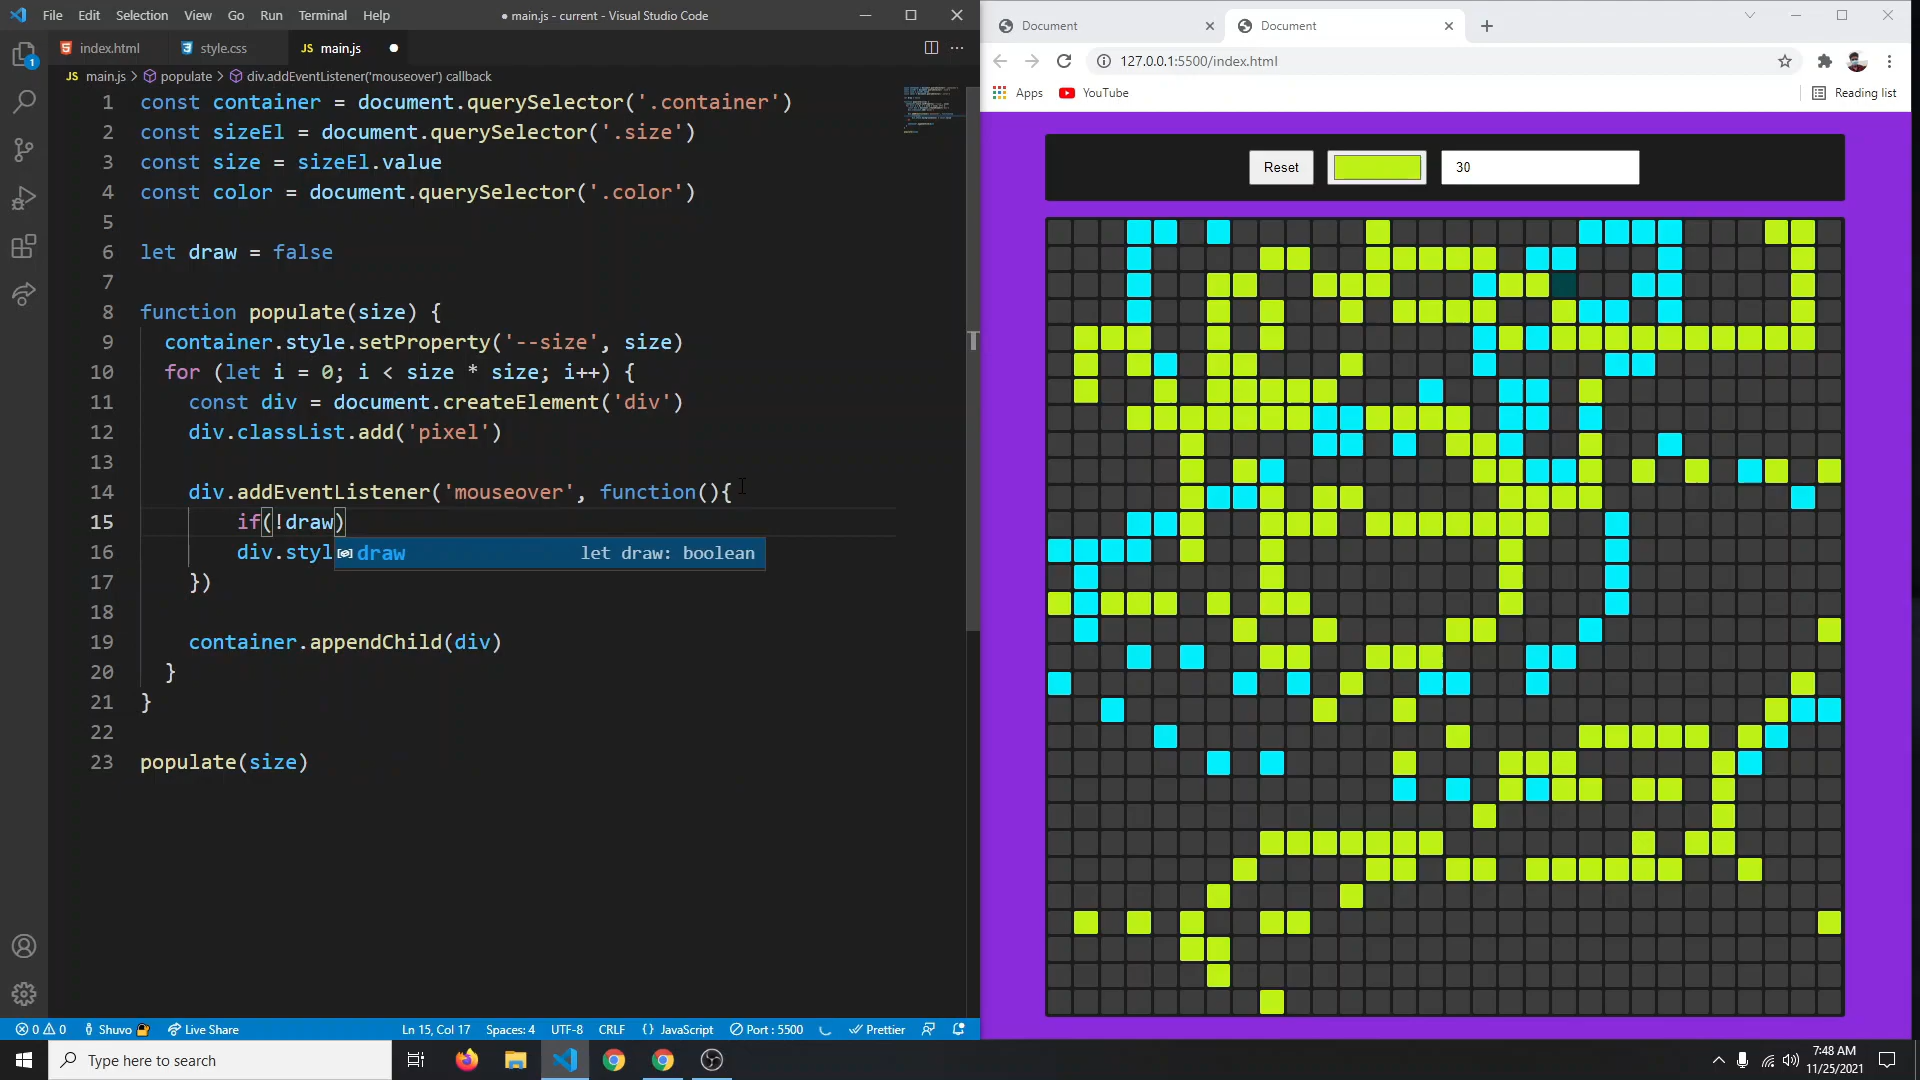 File Edit Selection View Go Run Terminal Help ● main.js - current - Visual Studio Code
index.html style.css JS main.js
JS main.js > populate > div.addEventListener('mouseover') callback
1 const container = document.querySelector('.container')
2 const sizeEl = document.querySelector('.size')
3 const size = sizeEl.value
4 const color = document.querySelector('.color')
5
6 let draw = false
7
8 function populate(size) {
9 container.style.setProperty('--size', size)
10 for (let i = 0; i < size * size; i++) {
11 const div = document.createElement('div')
12 div.classList.add('pixel')
13
14 div.addEventListener('mouseover', function(){
15 if(!draw)
16 div.styl
draw let draw: boolean
17 })
18
19 container.appendChild(div)
20 }
21 }
22
23 populate(size)
1
0 0 Shuvo Live Share Ln 15, Col 17 Spaces: 4 UTF-8 CRLF {} JavaScript Port : 5500 Prettier
Document Document
127.0.0.1:5500/index.html
Apps YouTube Reading list
Reset 30
Type here to search
7:48 AM
11/25/2021